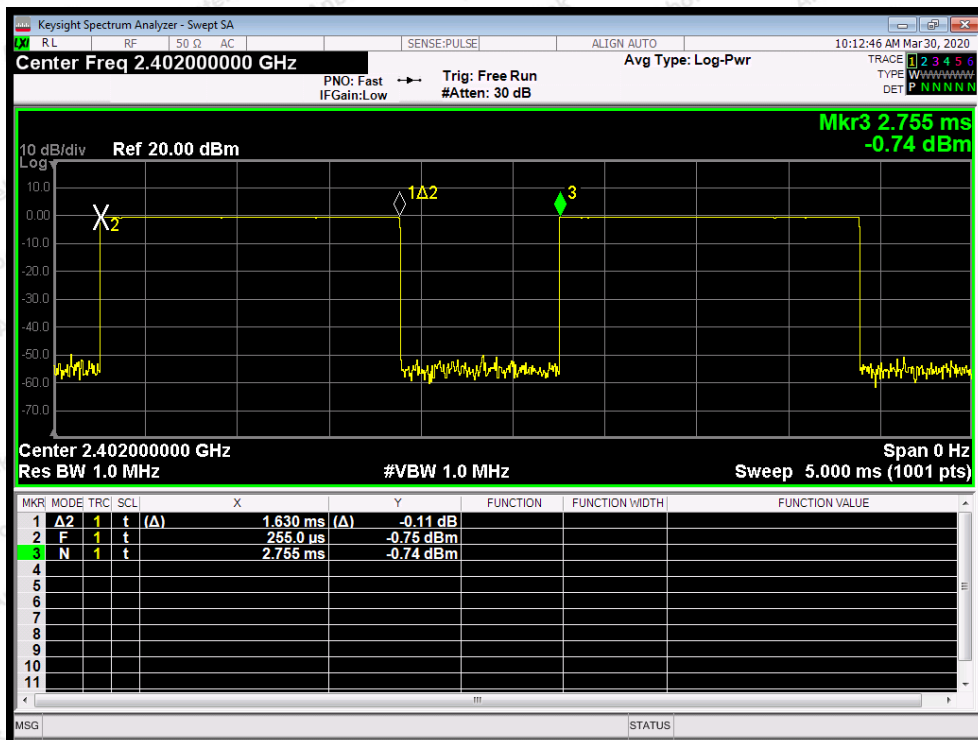 Keysight Spectrum Analyzer - Swept SA
LXI RL RF 50 Ω AC SENSE:PULSE ALIGN AUTO 10:12:46 AM Mar 30, 2020
Center Freq 2.402000000 GHz Avg Type: Log-Pwr TRACE 1 2 3 4 5 6
PNO: Fast Trig: Free Run TYPE WWWWWW
IFGain:Low #Atten: 30 dB DET P N N N N N
Mkr3 2.755 ms
10 dB/div Ref 20.00 dBm -0.74 dBm
Log
10.0
1Δ2 3
0.00
2
-10.0
-20.0
-30.0
-40.0
-50.0
-60.0
-70.0
Center 2.402000000 GHz Span 0 Hz
Res BW 1.0 MHz #VBW 1.0 MHz Sweep 5.000 ms (1001 pts)
MKR MODE TRC SCL X Y FUNCTION FUNCTION WIDTH FUNCTION VALUE
1 Δ2 1 t (Δ) 1.630 ms (Δ) -0.11 dB
2 F 1 t 255.0 µs -0.75 dBm
3 N 1 t 2.755 ms -0.74 dBm
4
5
6
7
8
9
10
11
MSG STATUS